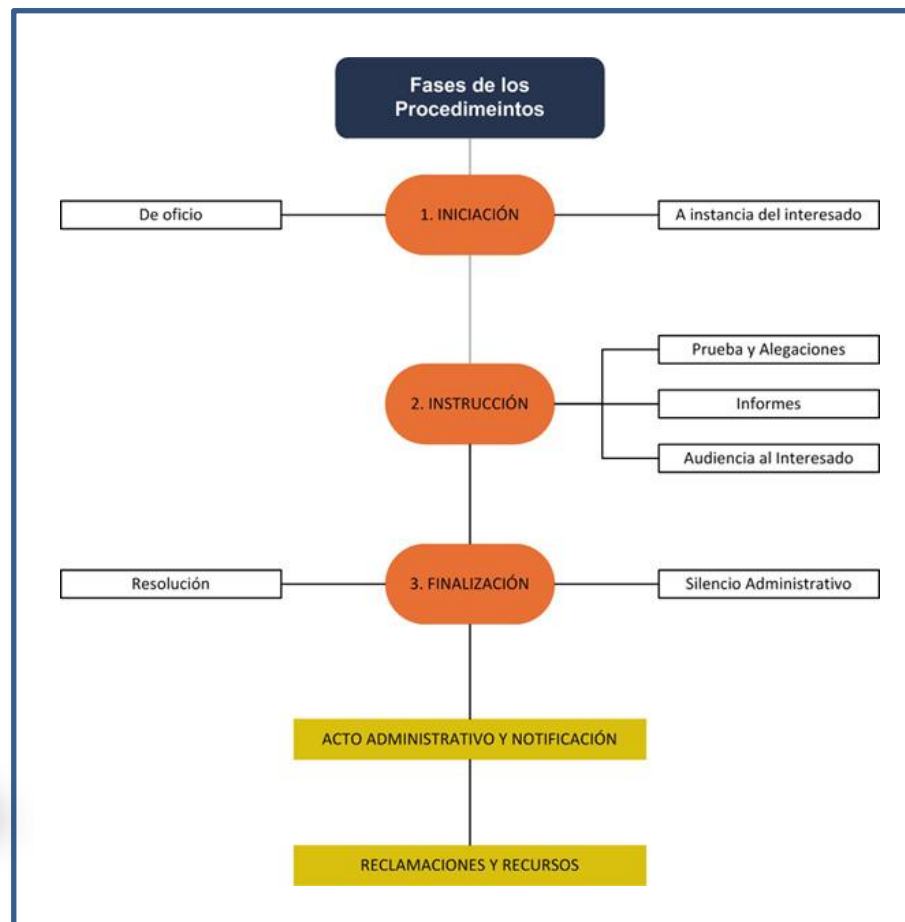 Fases de los
Procedimeintos
De oficio
1. INICIACIÓN
A instancia del interesado
Prueba y Alegaciones
2. INSTRUCCIÓN
Informes
Audiencia al Interesado
Resolución
3. FINALIZACIÓN
Silencio Administrativo
ACTO ADMINISTRATIVO Y NOTIFICACIÓN
RECLAMACIONES Y RECURSOS